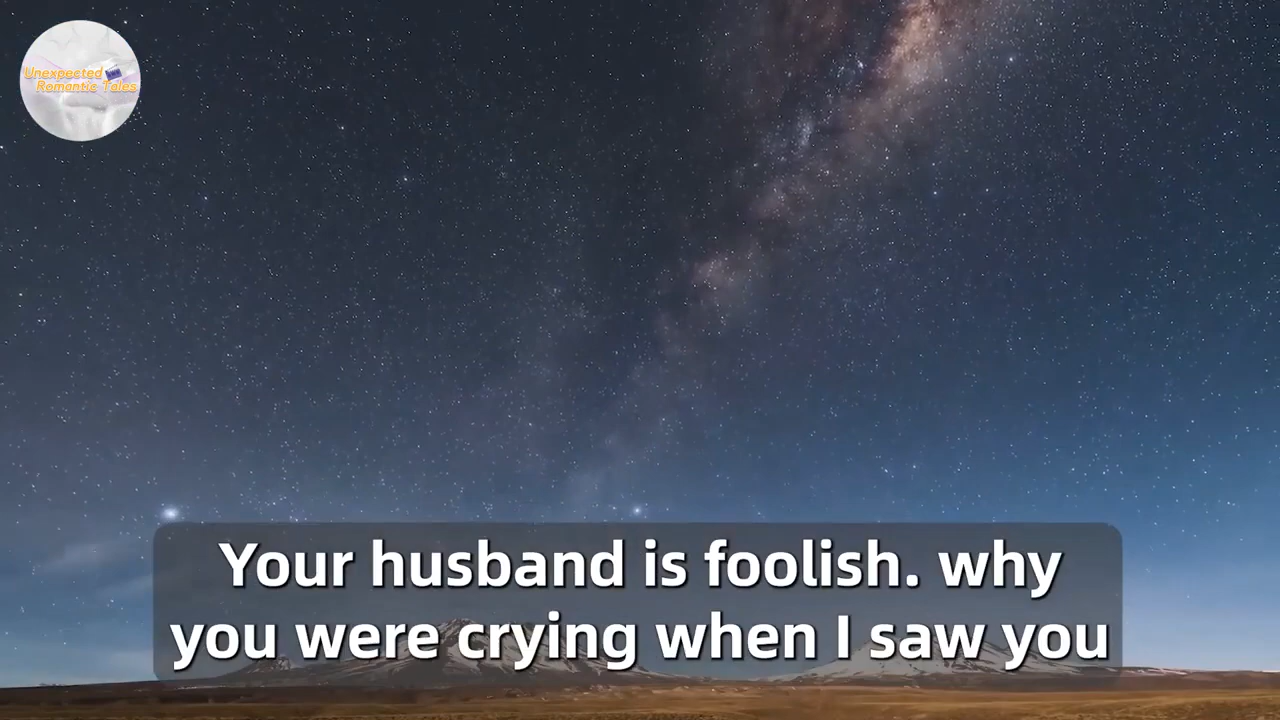 Unexpected
Romantic Tales
Your husband is foolish. why
you were crying when I saw you